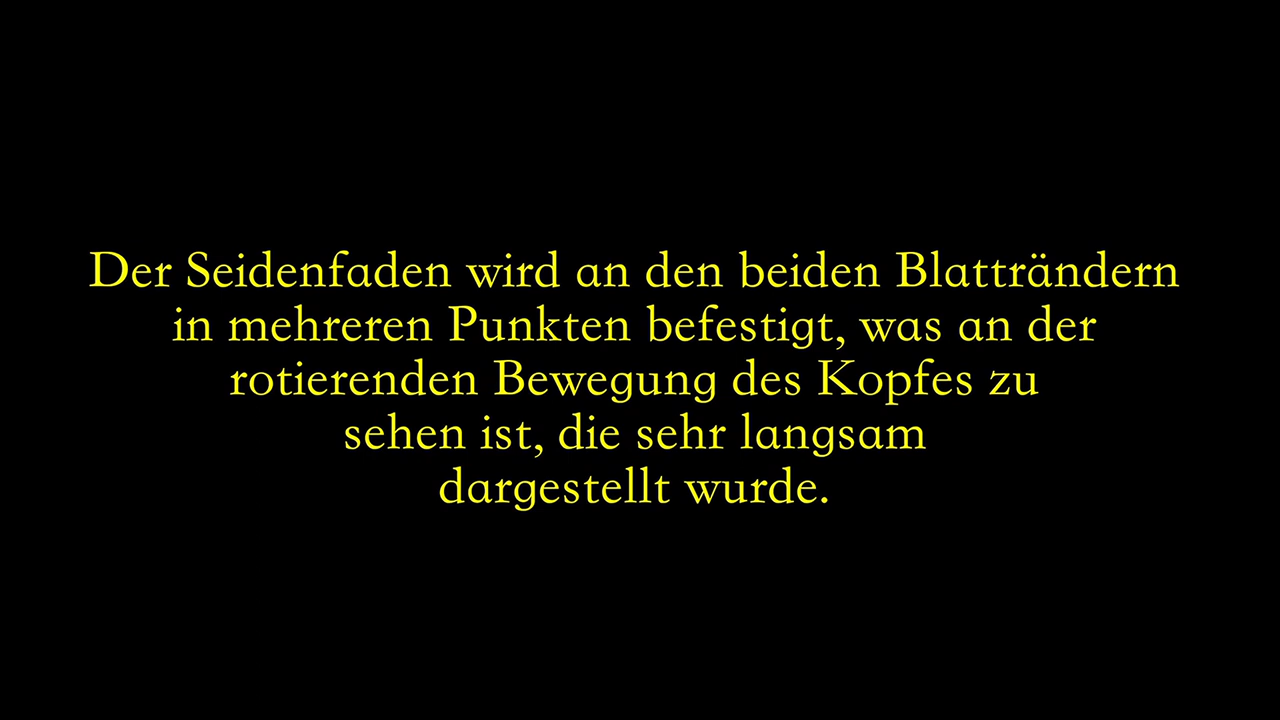 Der Seidenfaden wird an den beiden Blatträndern
in mehreren Punkten befestigt, was an der
rotierenden Bewegung des Kopfes zu
sehen ist, die sehr langsam
dargestellt wurde.